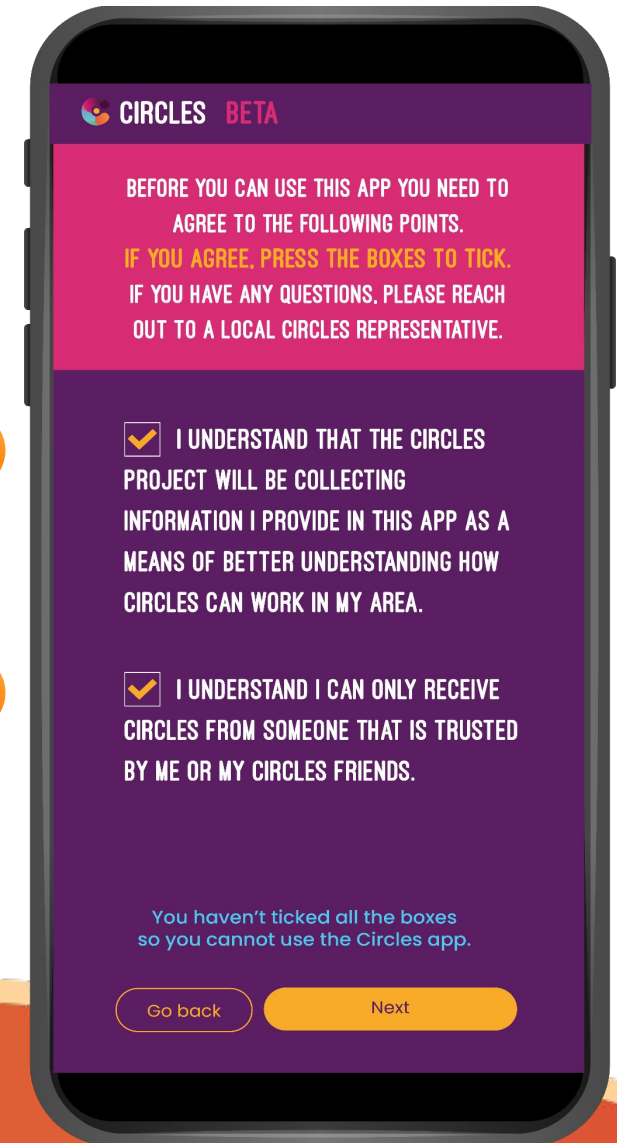 CIRCLES BETA
BEFORE YOU CAN USE THIS APP YOU NEED TO
AGREE TO THE FOLLOWING POINTS.
IF YOU AGREE, PRESS THE BOXES TO TICK.
IF YOU HAVE ANY QUESTIONS, PLEASE REACH
OUT TO A LOCAL CIRCLES REPRESENTATIVE.
I UNDERSTAND THAT THE CIRCLES
PROJECT WILL BE COLLECTING
INFORMATION I PROVIDE IN THIS APP AS A
MEANS OF BETTER UNDERSTANDING HOW
CIRCLES CAN WORK IN MY AREA.
I UNDERSTAND I CAN ONLY RECEIVE
CIRCLES FROM SOMEONE THAT IS TRUSTED
BY ME OR MY CIRCLES FRIENDS.
You haven't ticked all the boxes
so you cannot use the Circles app.
Go back
Next